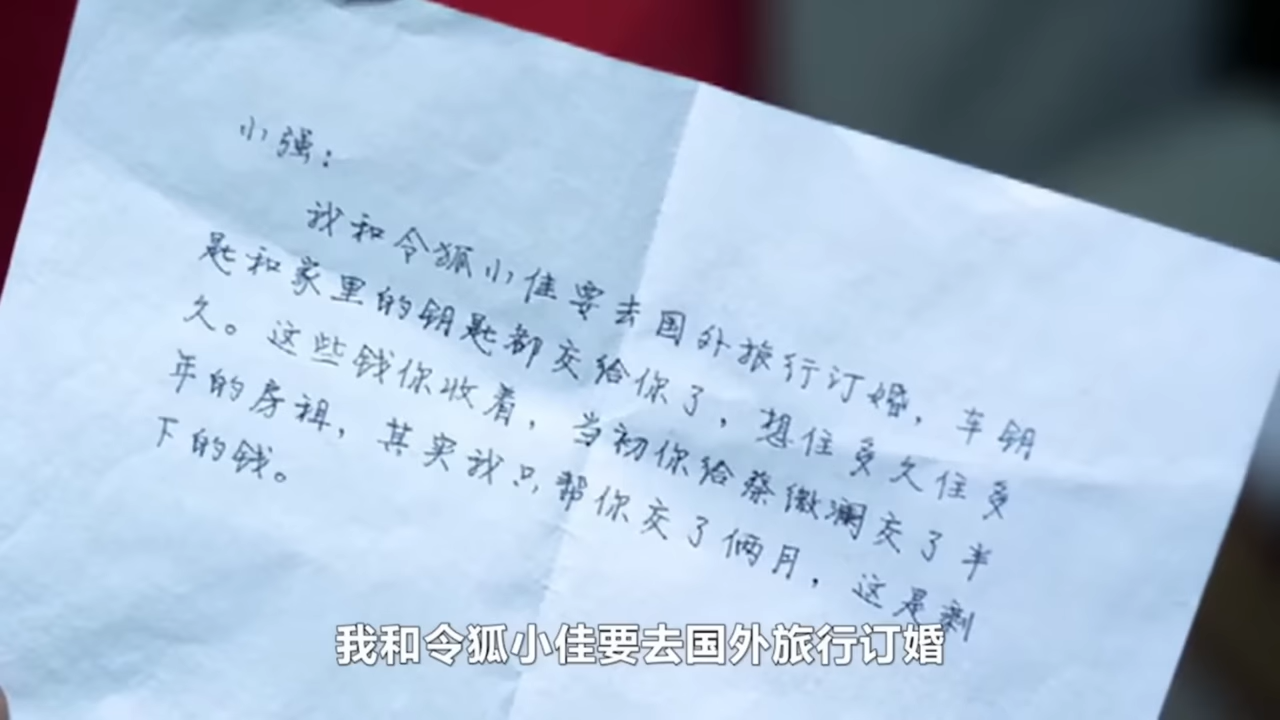 小强：
我和令狐小佳要去国外旅行订婚，车钥
匙和家里的钥匙都交给你了，想住多久住多
久。这些钱你收着，当初你给蔡微澜交了半
年的房租，其实我只帮你交了俩月，这是剩
下的钱。
我和令狐小佳要去国外旅行订婚